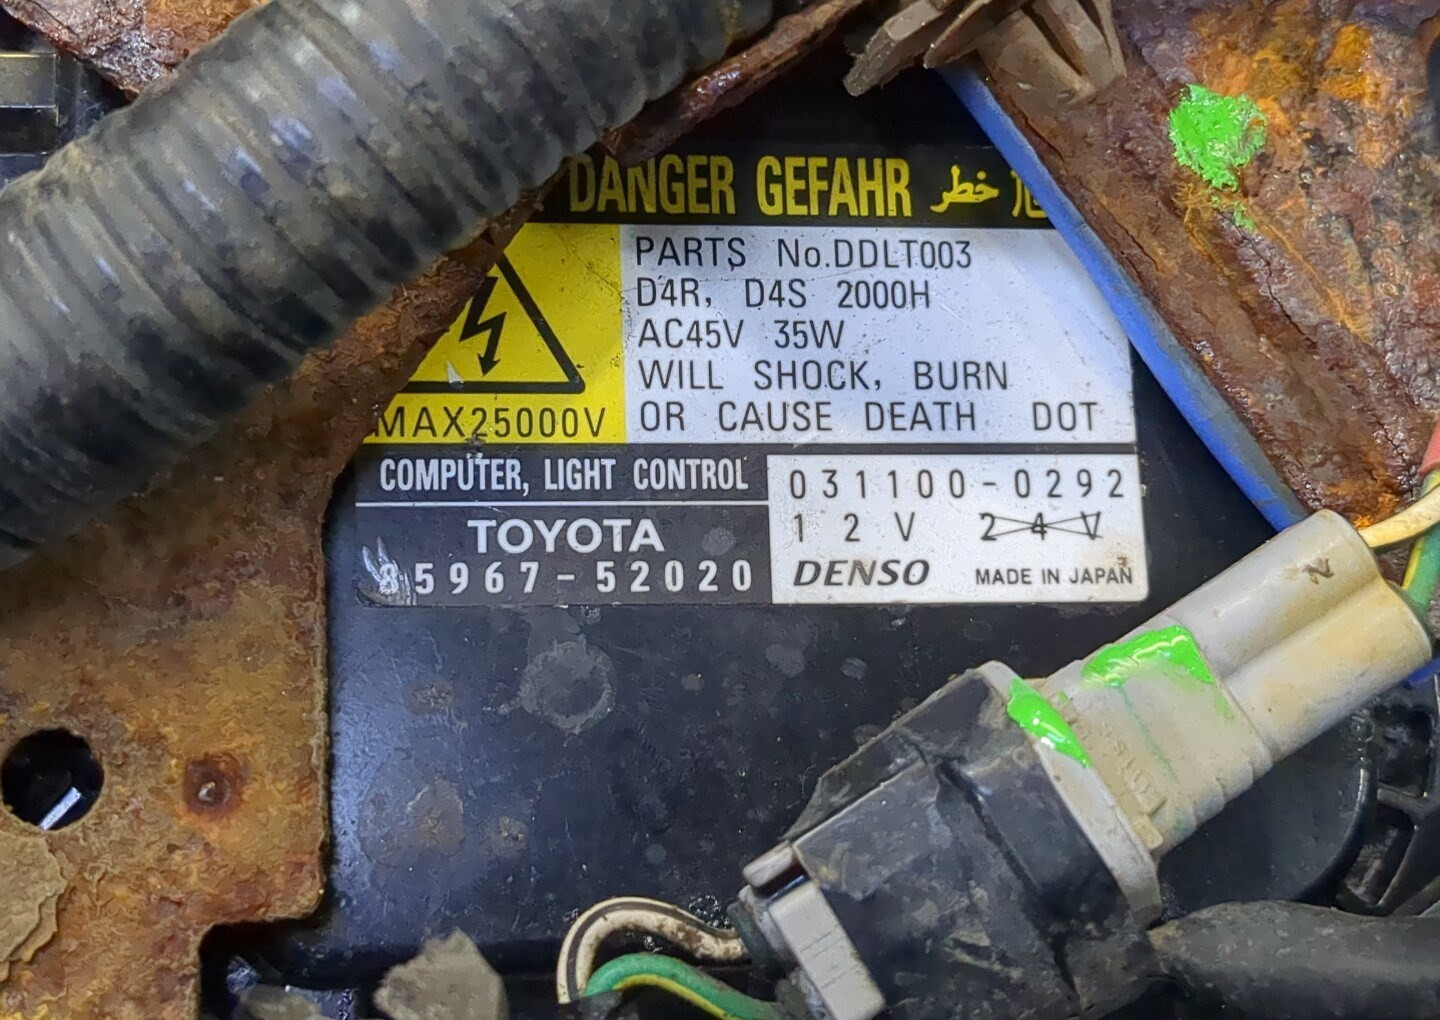 DANGER GEFAHR خطر
PARTS No.DDLT003
D4R, D4S 2000H
AC45V 35W
WILL SHOCK, BURN
OR CAUSE DEATH DOT
MAX25000V
COMPUTER, LIGHT CONTROL
TOYOTA
85967-52020
031100-0292
12V 24V
DENSO MADE IN JAPAN